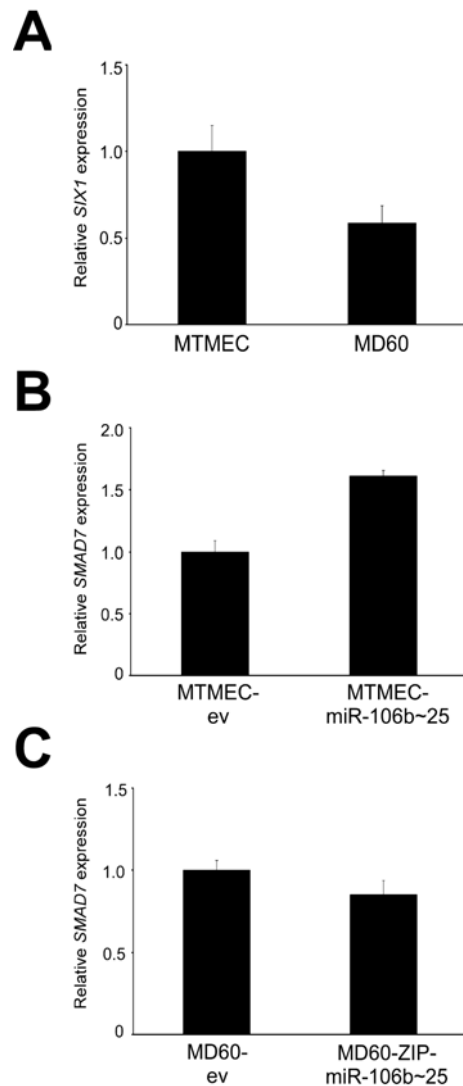 A
Relative SIX1 expression
1.5
1.0
0.5
0
MTMEC
MD60
B
Relative SMAD7 expression
2.0
1.5
1.0
0.5
0
MTMEC-
ev
MTMEC-
miR-106b~25
C
Relative SMAD7 expression
1.5
1.0
0.5
0
MD60-
ev
MD60-ZIP-
miR-106b~25